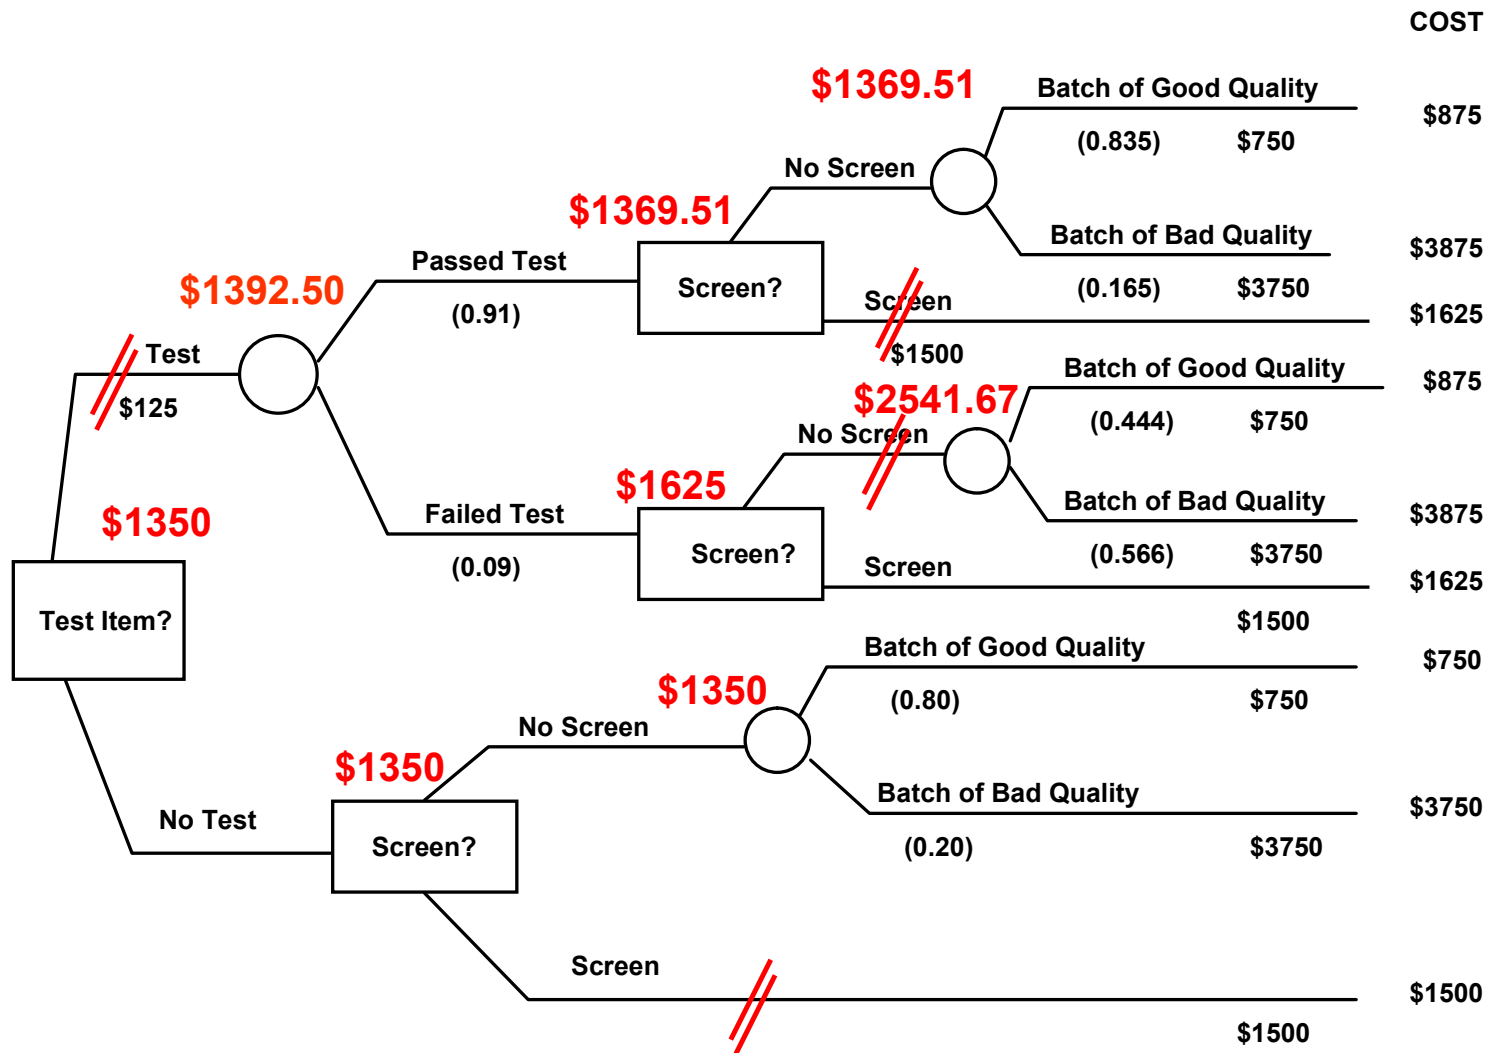 COST
$1369.51
Batch of Good Quality
$875
(0.835) $750
No Screen
$1369.51
Batch of Bad Quality
$3875
Passed Test
(0.165) $3750
$1392.50
Screen?
Screen
$1625
(0.91)
$1500
Test
Batch of Good Quality
$875
$125
$2541.67
(0.444) $750
No Screen
$1625
Batch of Bad Quality
$3875
Failed Test
$1350
(0.566) $3750
Screen?
Screen
$1625
(0.09)
Test Item?
$1500
Batch of Good Quality
$750
$1350
(0.80) $750
No Screen
$1350
Batch of Bad Quality
$3750
No Test
Screen?
(0.20) $3750
Screen
$1500
$1500